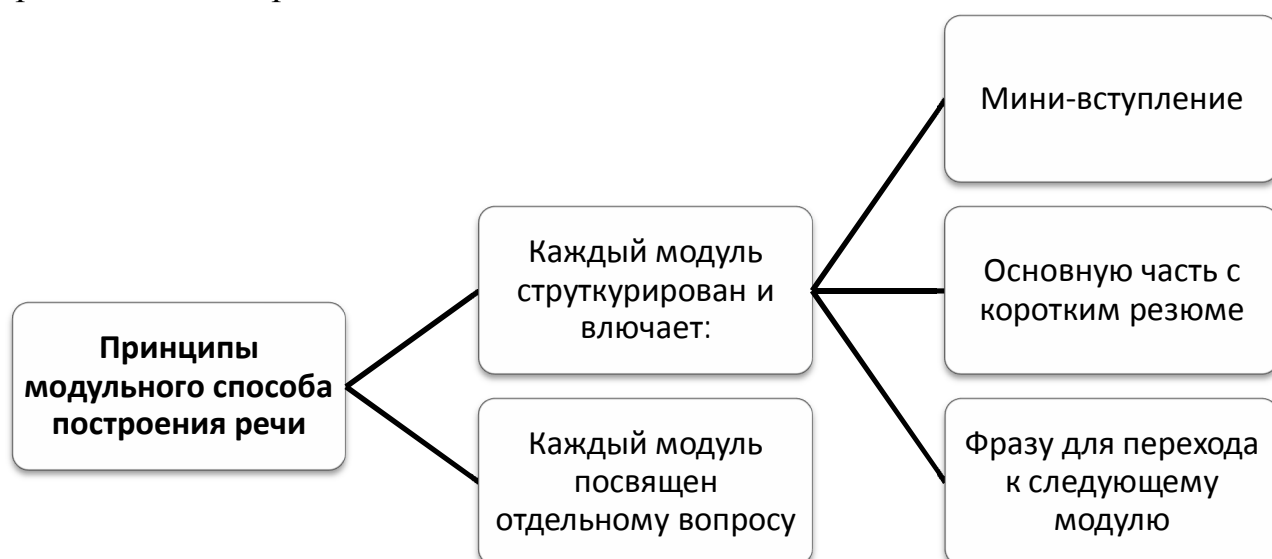 Мини-вступление
Каждый модуль
струткурирован и
влючает:
Основную часть с
коротким резюме
Принципы
модульного способа
построения речи
Каждый модуль
посвящен
отдельному вопросу
Фразу для перехода
к следующему
модулю